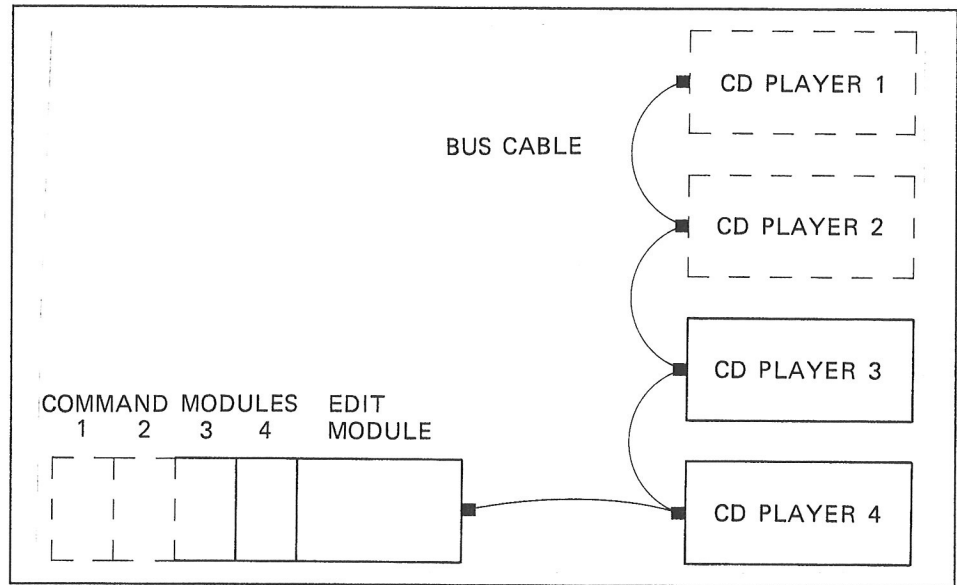 CD PLAYER 1
BUS CABLE
CD PLAYER 2
CD PLAYER 3
COMMAND MODULES EDIT
1 2 3 4 MODULE
CD PLAYER 4